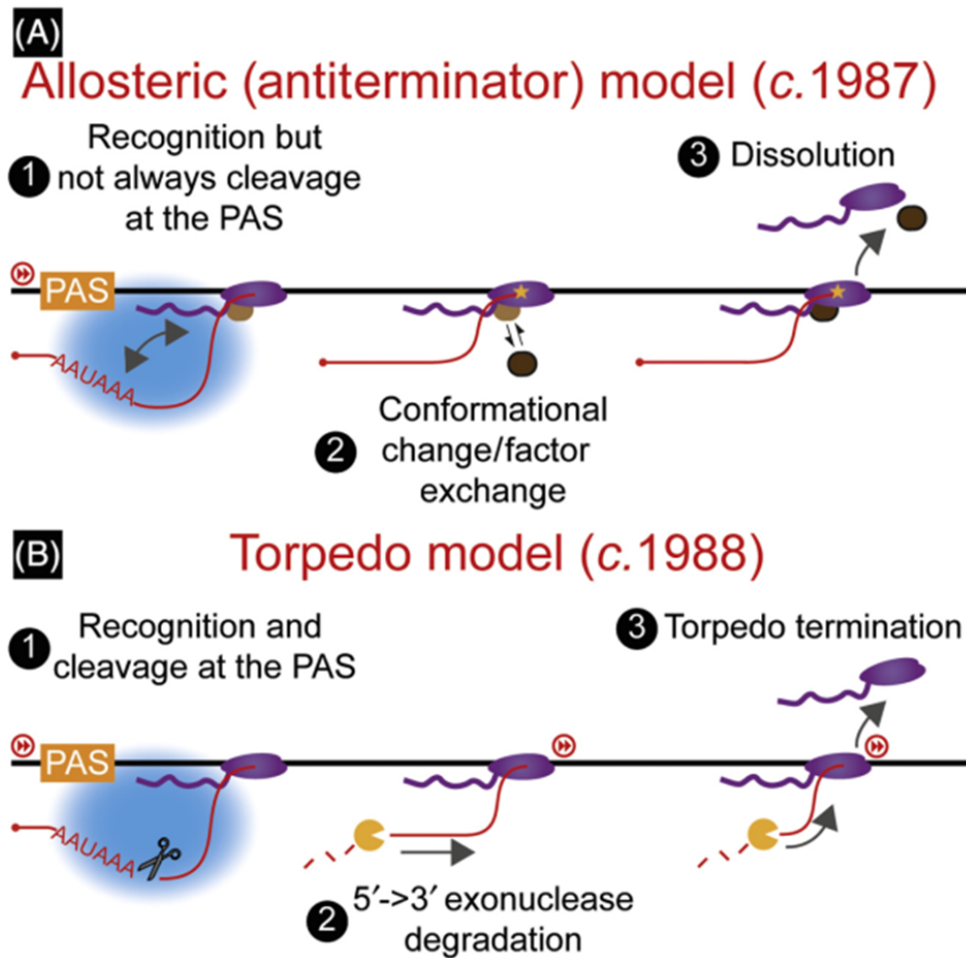 (A)
Allosteric (antiterminator) model (c.1987)
1 Recognition but
not always cleavage
at the PAS
3 Dissolution
PAS
AAUAAA
2 Conformational
change/factor
exchange
(B)
Torpedo model (c.1988)
1 Recognition and
cleavage at the PAS
3 Torpedo termination
PAS
AAUAAA
2 5′->3′ exonuclease
degradation